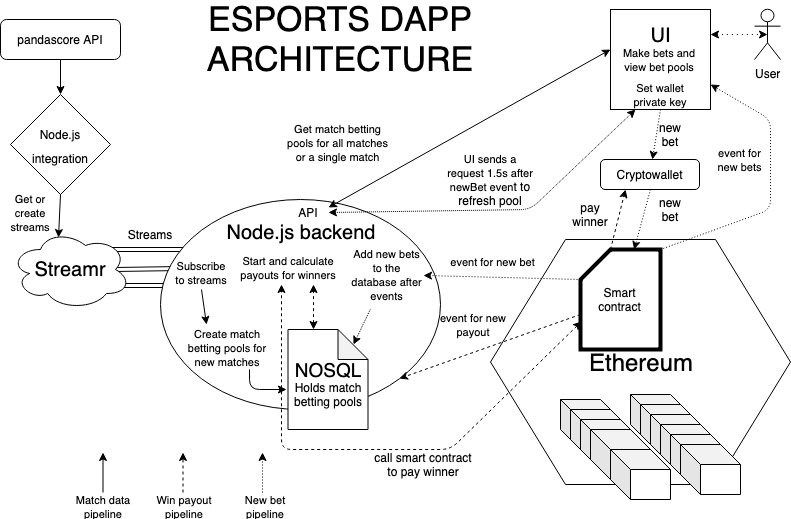 ESPORTS DAPP
ARCHITECTURE
pandascore API
Node.js
integration
Get or
create
streams
Streamr
Streams
UI
Make bets and
view bet pools
Set wallet
private key
User
Get match betting
pools for all matches
or a single match
UI sends a
request 1.5s after
newBet event to
refresh pool
new
bet
event for
new bets
Cryptowallet
pay
winner
new
bet
API
Node.js backend
Subscribe
to streams
Start and calculate
payouts for winners
Add new bets
to the
database after
events
event for new bet
event for new
payout
Create match
betting pools for
new matches
NOSQL
Holds match
betting pools
Smart
contract
Ethereum
call smart contract
to pay winner
Match data
pipeline
Win payout
pipeline
New bet
pipeline